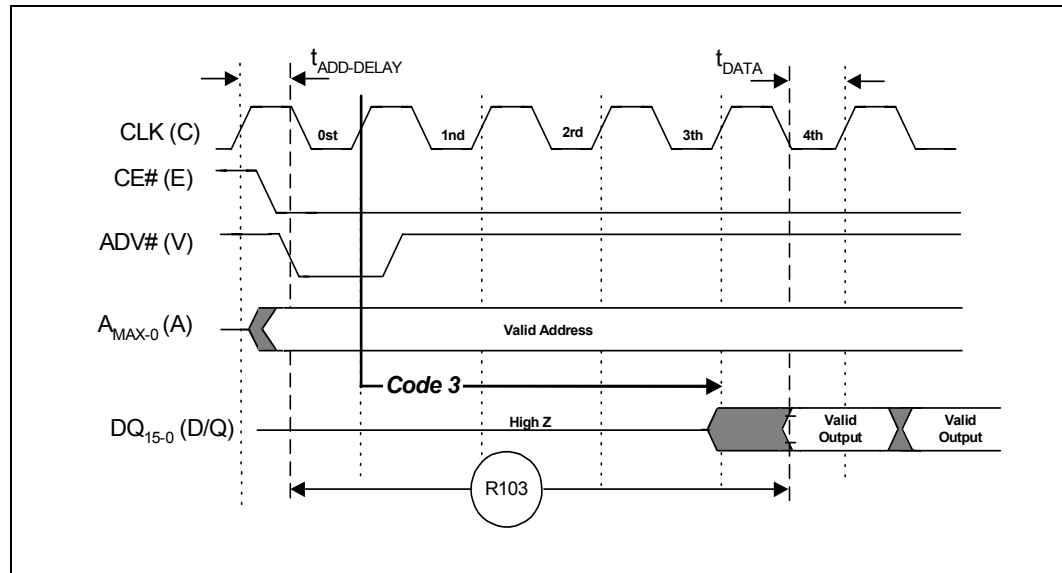 tADD-DELAY
tDATA
CLK (C)
0st
1nd
2rd
3th
4th
CE# (E)
ADV# (V)
AMAX-0 (A)
Valid Address
Code 3
DQ15-0 (D/Q)
High Z
Valid
Output
Valid
Output
R103